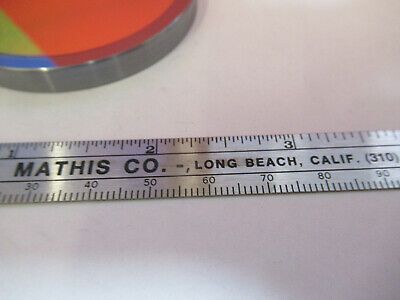 1 2 3
MATHIS CO. -, LONG BEACH, CALIF. (310)
30 40 50 60 70 80 90